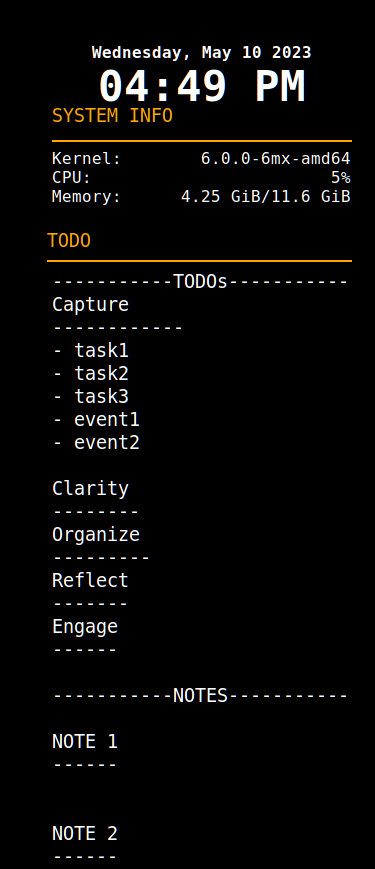 Wednesday, May 10 2023
04:49 PM
SYSTEM INFO
Kernel: 6.0.0-6mx-amd64
CPU: 5%
Memory: 4.25 GiB/11.6 GiB
TODO
-----------TODOs-----------
Capture
------------
- task1
- task2
- task3
- event1
- event2
Clarity
--------
Organize
---------
Reflect
-------
Engage
------
-----------NOTES-----------
NOTE 1
------
NOTE 2
------